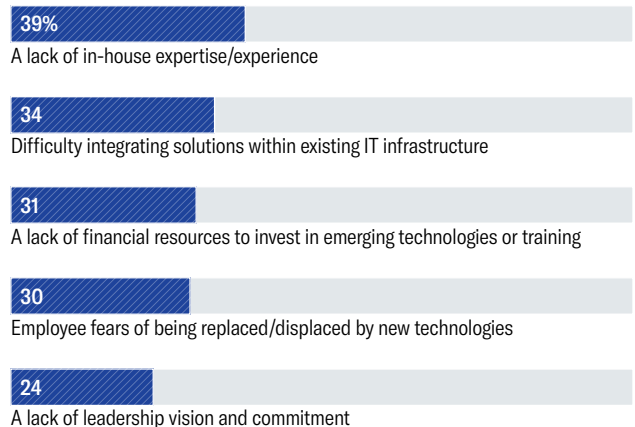 39%
A lack of in-house expertise/experience
34
Difficulty integrating solutions within existing IT infrastructure
31
A lack of financial resources to invest in emerging technologies or training
30
Employee fears of being replaced/displaced by new technologies
24
A lack of leadership vision and commitment